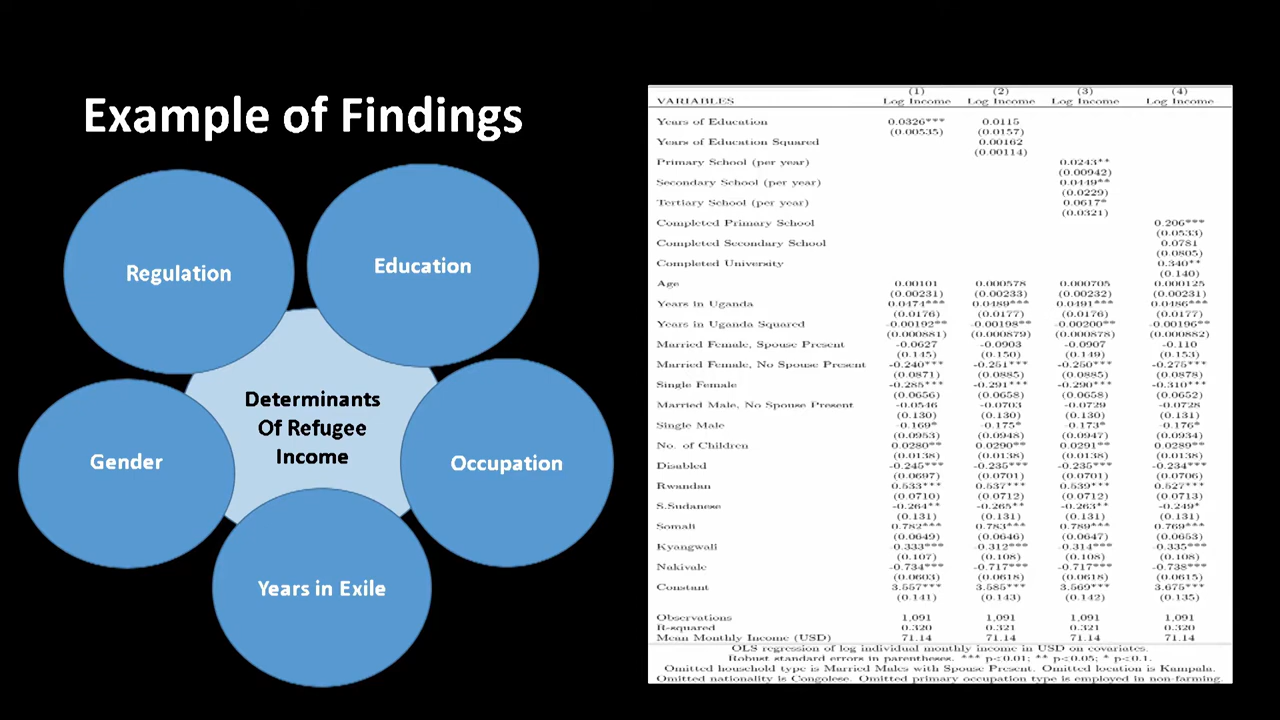 Example of Findings
Regulation
Education
Determinants
Of Refugee
Income
Gender
Occupation
Years in Exile
(1) (2) (3) (4)
VARIABLES Log Income Log Income Log Income Log Income
Years of Education 0.0326*** 0.0115
(0.00535) (0.0157)
Years of Education Squared 0.00162
(0.00114)
Primary School (per year) 0.0243**
(0.00942)
Secondary School (per year) 0.0449**
(0.0229)
Tertiary School (per year) 0.0617*
(0.0321)
Completed Primary School 0.206***
(0.0533)
Completed Secondary School 0.0781
(0.0805)
Completed University 0.340**
(0.140)
Age 0.00101 0.000578 0.000705 0.000125
(0.00231) (0.00233) (0.00232) (0.00231)
Years in Uganda 0.0474*** 0.0489*** 0.0491*** 0.0486***
(0.0176) (0.0177) (0.0176) (0.0177)
Years in Uganda Squared -0.00192** -0.00198** -0.00200** -0.00196**
(0.000881) (0.000879) (0.000878) (0.000882)
Married Female, Spouse Present -0.0627 -0.0903 -0.0907 -0.110
(0.145) (0.150) (0.149) (0.153)
Married Female, No Spouse Present -0.240*** -0.251*** -0.250*** -0.275***
(0.0871) (0.0885) (0.0885) (0.0878)
Single Female -0.285*** -0.291*** -0.290*** -0.310***
(0.0656) (0.0658) (0.0658) (0.0652)
Married Male, No Spouse Present -0.0546 -0.0703 -0.0729 -0.0728
(0.130) (0.130) (0.130) (0.131)
Single Male -0.169* -0.175* -0.173* -0.176*
(0.0953) (0.0948) (0.0947) (0.0934)
No. of Children 0.0280** 0.0290** 0.0291** 0.0289**
(0.0138) (0.0138) (0.0138) (0.0138)
Disabled -0.245*** -0.235*** -0.235*** -0.234***
(0.0697) (0.0701) (0.0701) (0.0706)
Rwandan 0.533*** 0.537*** 0.539*** 0.527***
(0.0710) (0.0712) (0.0712) (0.0713)
S.Sudanese -0.264** -0.265** -0.263** -0.249*
(0.131) (0.131) (0.131) (0.131)
Somali 0.782*** 0.783*** 0.789*** 0.769***
(0.0649) (0.0646) (0.0647) (0.0653)
Kyangwali -0.333*** -0.312*** -0.314*** -0.335***
(0.107) (0.108) (0.108) (0.108)
Nakivale -0.734*** -0.717*** -0.717*** -0.738***
(0.0603) (0.0618) (0.0618) (0.0615)
Constant 3.557*** 3.585*** 3.569*** 3.675***
(0.141) (0.143) (0.142) (0.135)
Observations 1,091 1,091 1,091 1,091
R-squared 0.320 0.321 0.321 0.320
Mean Monthly Income (USD) 71.14 71.14 71.14 71.14
OLS regression of log individual monthly income in USD on covariates.
Robust standard errors in parentheses. *** p<0.01; ** p<0.05; * p<0.1.
Omitted household type is Married Males with Spouse Present. Omitted location is Kampala.
Omitted nationality is Congolese. Omitted primary occupation type is employed in non-farming.